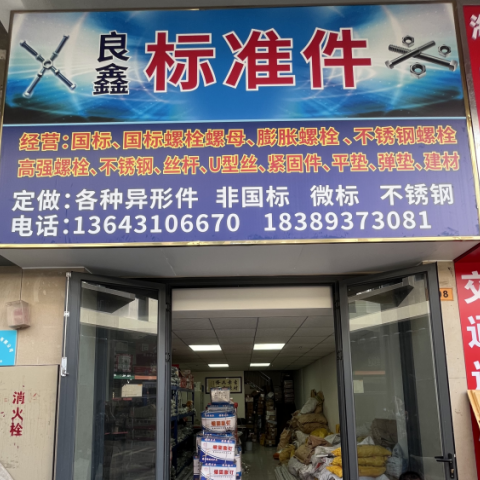 良鑫 标准件
经营:国标、国标螺栓螺母、膨胀螺栓、不锈钢螺栓
高强螺栓、不锈钢、丝杆、U型丝、紧固件、平垫、弹垫、建材
定做:各种异形件 非国标 微标 不锈钢
电话:13643106670 18389373081
交通
消火栓